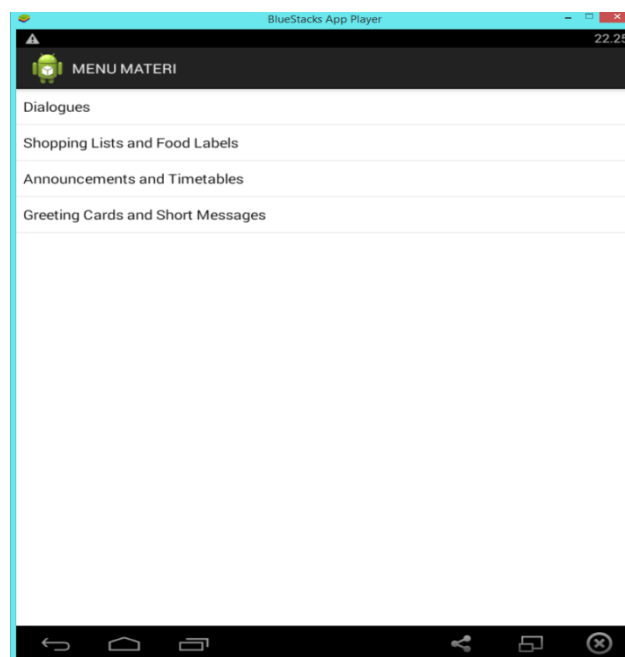 BlueStacks App Player
22.25
MENU MATERI
Dialogues
Shopping Lists and Food Labels
Announcements and Timetables
Greeting Cards and Short Messages